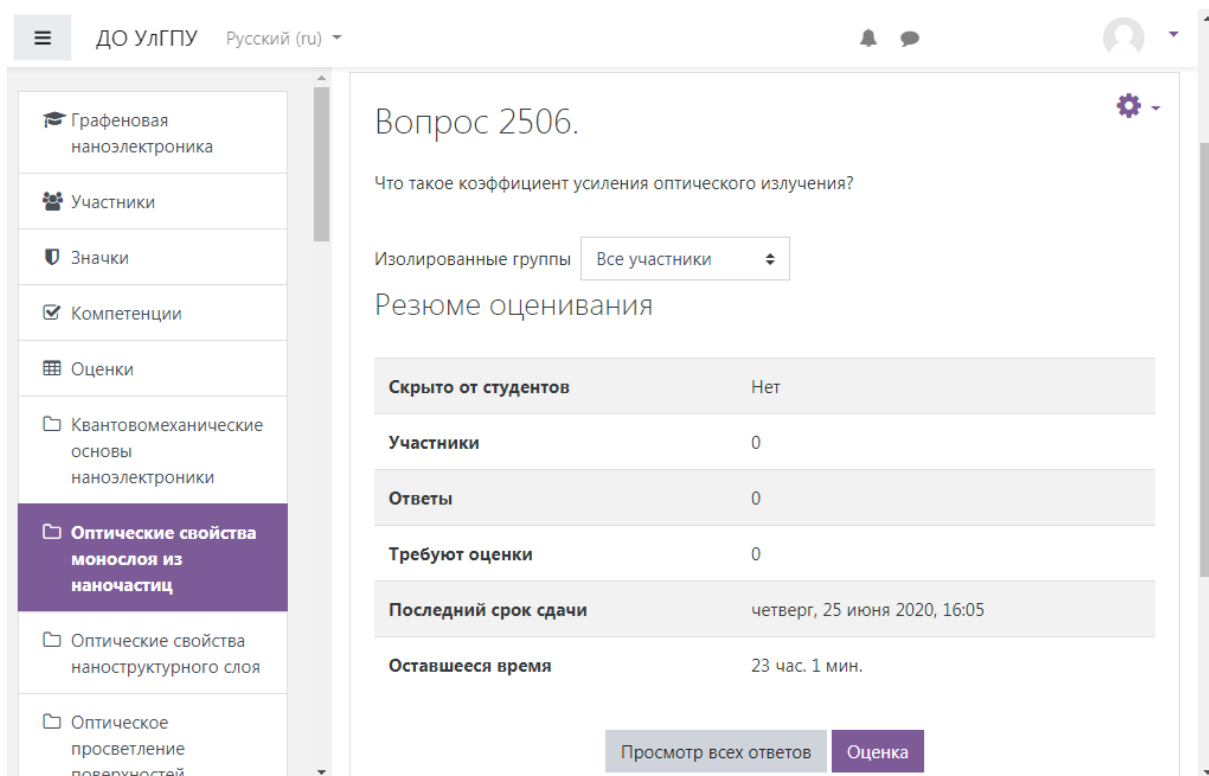 ДО УлГПУ Русский (ru)
Графеновая
наноэлектроника
Участники
Значки
Компетенции
Оценки
Квантовомеханические
основы
наноэлектроники
Оптические свойства
монослоя из
наночастиц
Оптические свойства
наноструктурного слоя
Оптическое
просветление
поверхностей
Вопрос 2506.
Что такое коэффициент усиления оптического излучения?
Изолированные группы Все участники
Резюме оценивания
Скрыто от студентов Нет
Участники 0
Ответы 0
Требуют оценки 0
Последний срок сдачи четверг, 25 июня 2020, 16:05
Оставшееся время 23 час. 1 мин.
Просмотр всех ответов Оценка